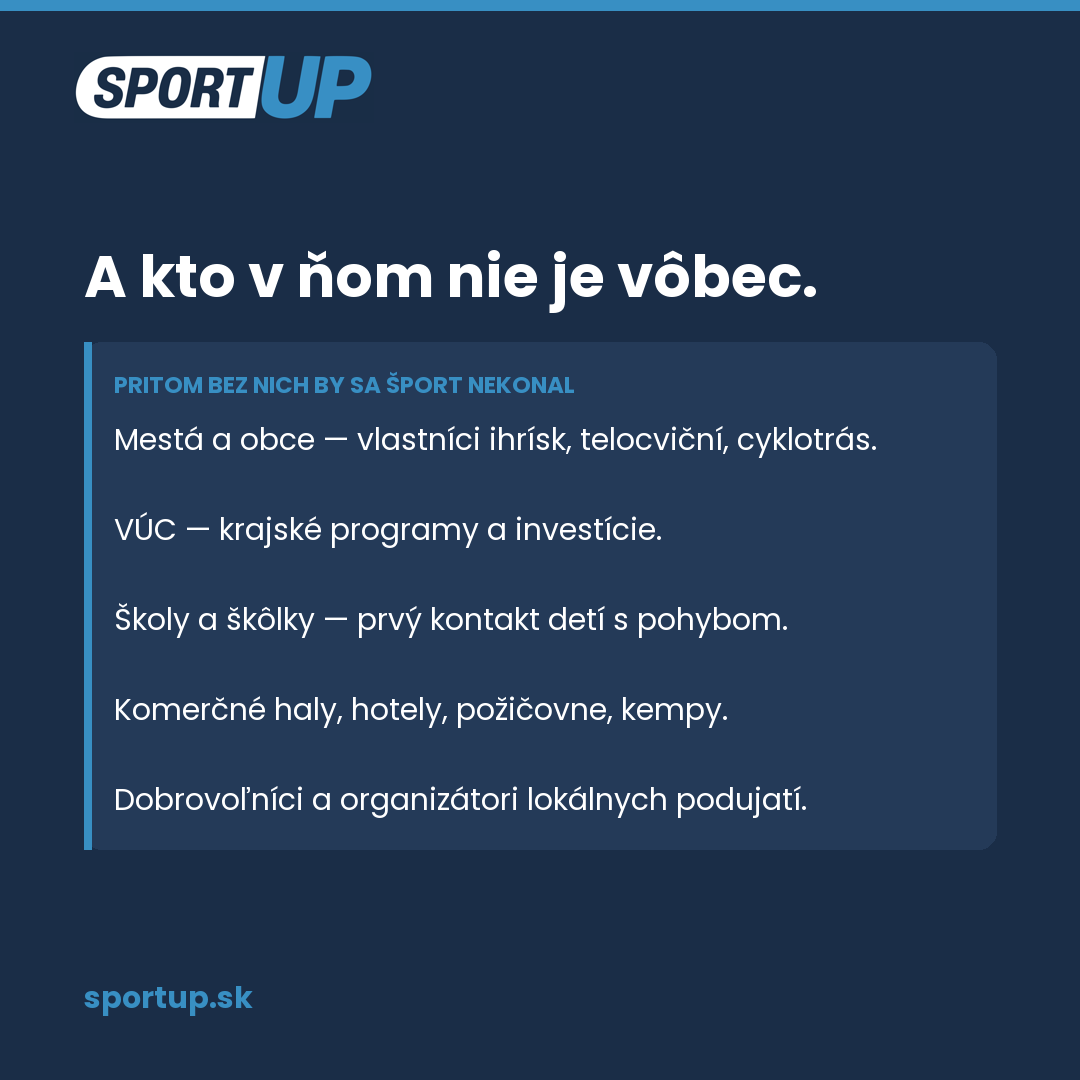 SPORTUP
A kto v ňom nie je vôbec.
PRITOM BEZ NICH BY SA ŠPORT NEKONAL
Mestá a obce — vlastníci ihrísk, telocviční, cyklotrás.
VÚC — krajské programy a investície.
Školy a škôlky — prvý kontakt detí s pohybom.
Komerčné haly, hotely, požičovne, kempy.
Dobrovoľníci a organizátori lokálnych podujatí.
sportup.sk